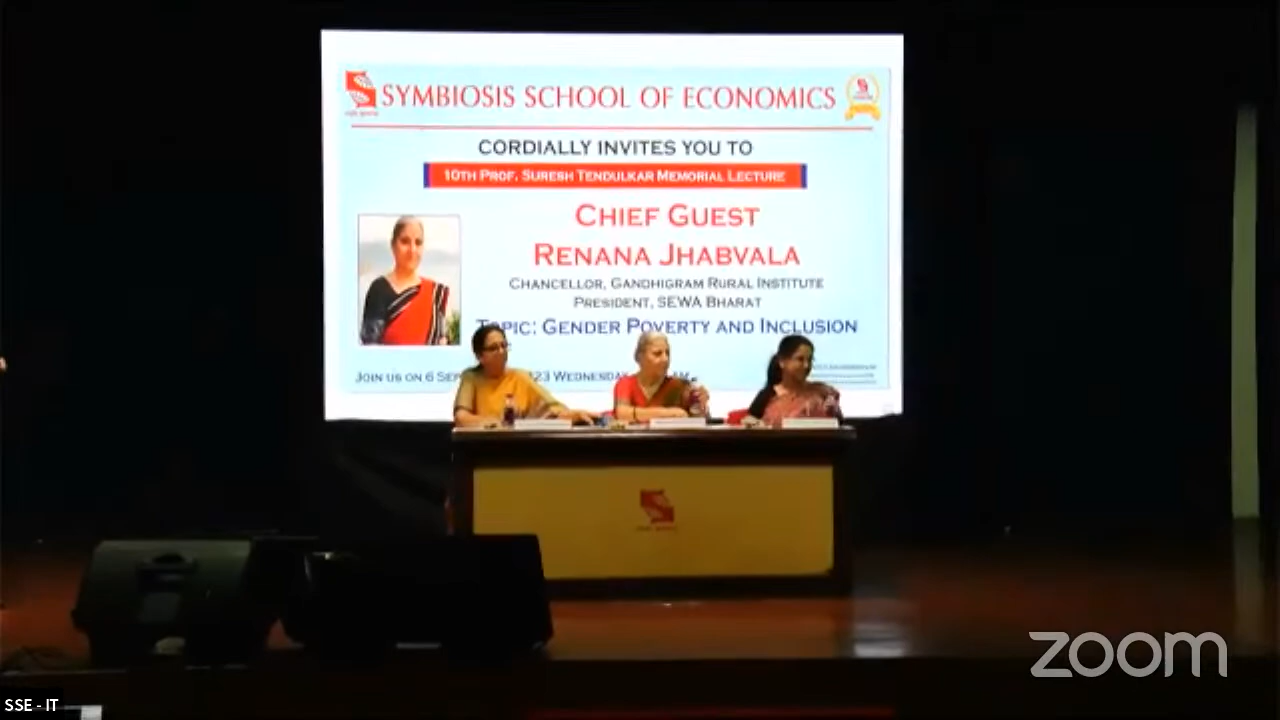 SYMBIOSIS SCHOOL OF ECONOMICS
CORDIALLY INVITES YOU TO
10TH PROF. SURESH TENDULKAR MEMORIAL LECTURE
CHIEF GUEST
RENANA JHABVALA
CHANCELLOR, GANDHIGRAM RURAL INSTITUTE
PRESIDENT, SEWA BHARAT
TOPIC: GENDER POVERTY AND INCLUSION
JOIN US ON 6 SEP 23 WEDNESDAY
zoom
SSE - IT